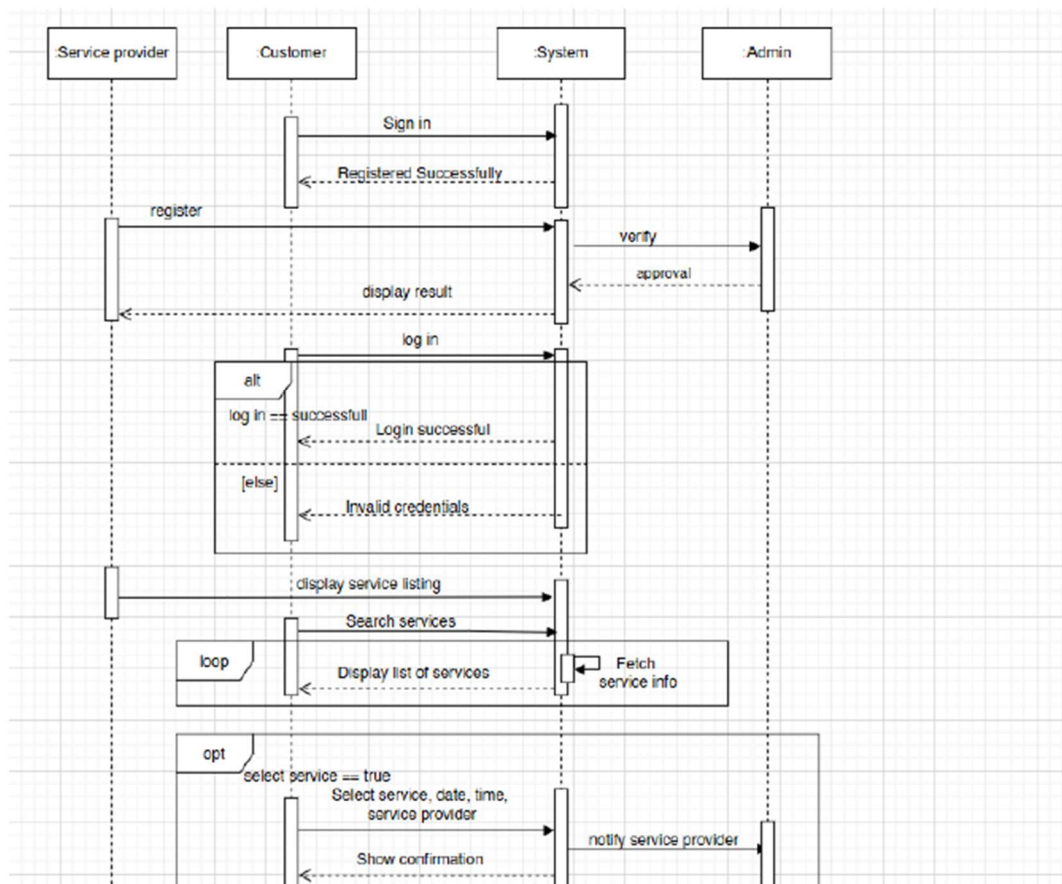 :Service provider
:Customer
:System
:Admin
Sign in
Registered Successfully
register
verify
approval
display result
log in
alt
log in == successfull
Login successful
[else]
Invalid credentials
display service listing
Search services
loop
Fetch
service info
Display list of services
opt
select service == true
Select service, date, time,
service provider
notify service provider
Show confirmation